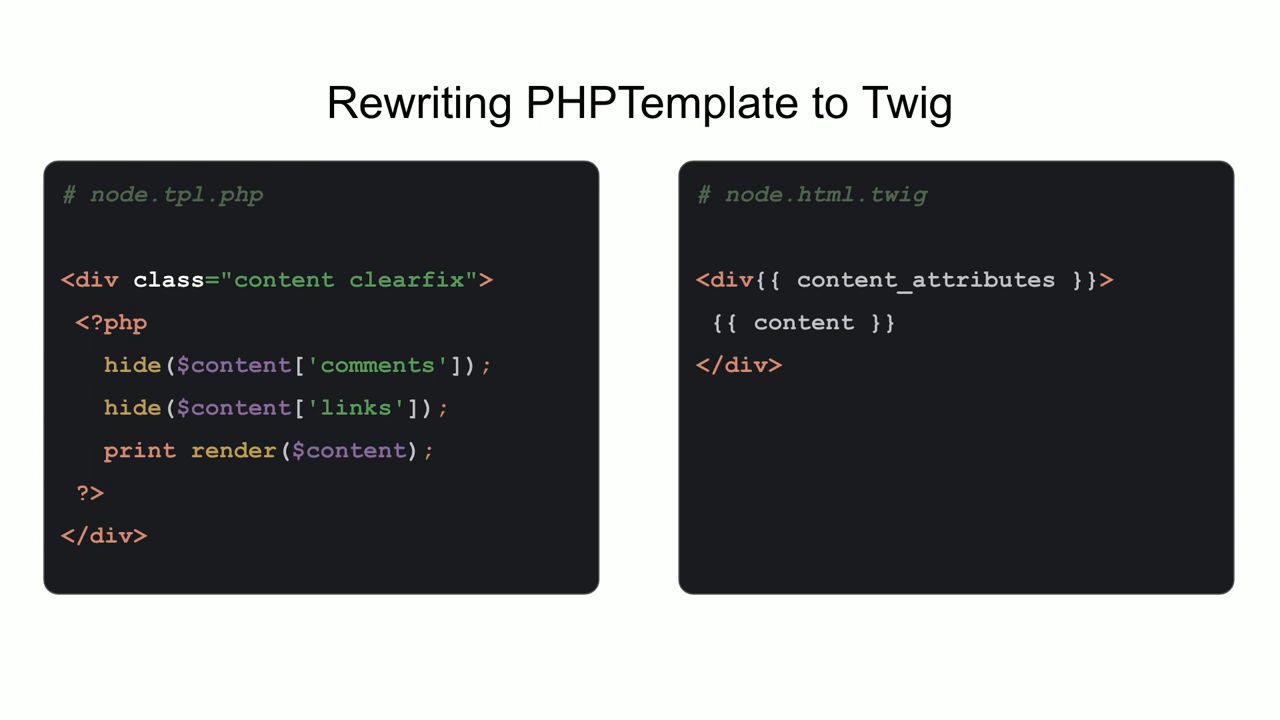 Rewriting PHPTemplate to Twig
# node.tpl.php
<div class="content clearfix">
<?php
hide($content['comments']);
hide($content['links']);
print render($content);
?>
</div>
# node.html.twig
<div{{ content_attributes }}>
{{ content }}
</div>